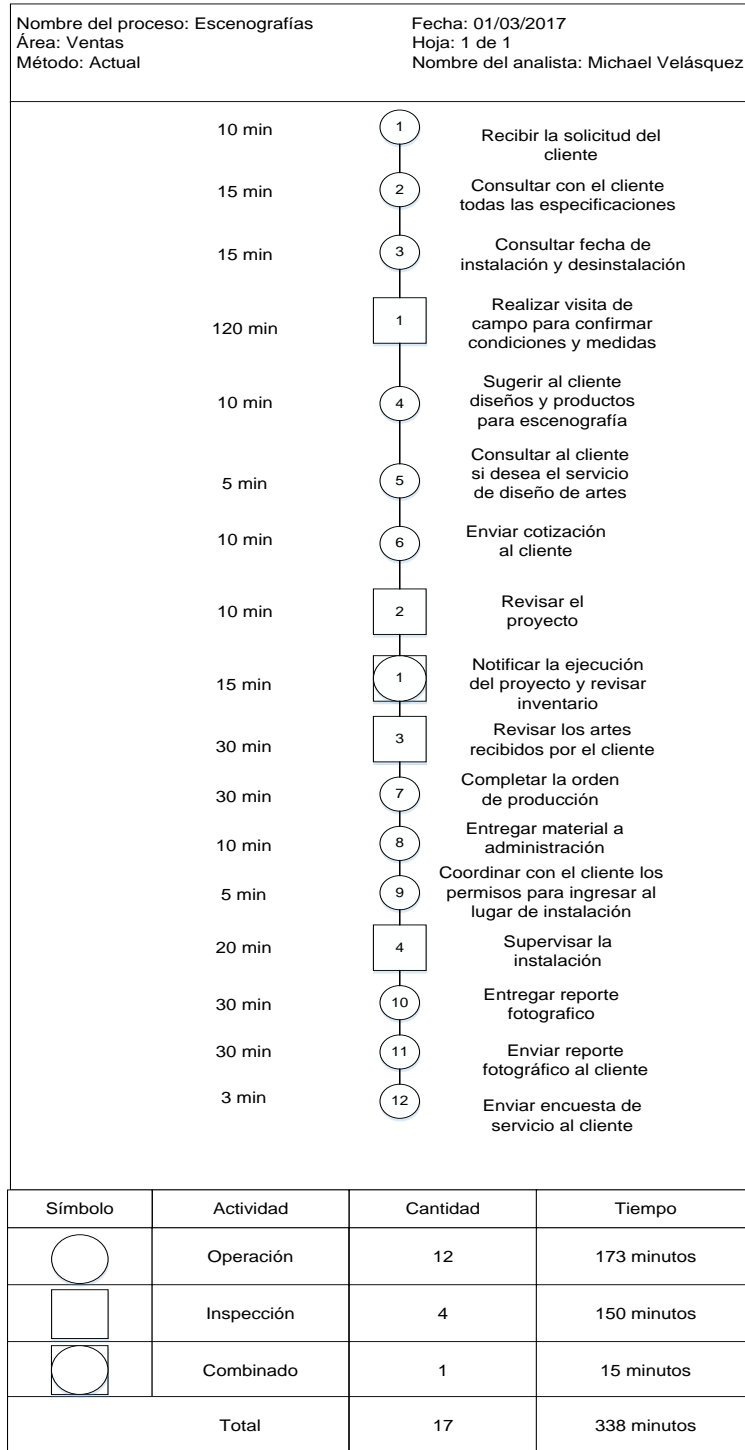 Nombre del proceso: Escenografías
Fecha: 01/03/2017
Área: Ventas
Hoja: 1 de 1
Método: Actual
Nombre del analista: Michael Velásquez
10 min
1
Recibir la solicitud del
cliente
15 min
2
Consultar con el cliente
todas las especificaciones
15 min
3
Consultar fecha de
instalación y desinstalación
120 min
1
Realizar visita de
campo para confirmar
condiciones y medidas
10 min
4
Sugerir al cliente
diseños y productos
para escenografía
5 min
5
Consultar al cliente
si desea el servicio
de diseño de artes
10 min
6
Enviar cotización
al cliente
10 min
2
Revisar el
proyecto
15 min
1
Notificar la ejecución
del proyecto y revisar
inventario
30 min
3
Revisar los artes
recibidos por el cliente
30 min
7
Completar la orden
de producción
10 min
8
Entregar material a
administración
5 min
9
Coordinar con el cliente los
permisos para ingresar al
lugar de instalación
20 min
4
Supervisar la
instalación
30 min
10
Entregar reporte
fotografico
30 min
11
Enviar reporte
fotográfico al cliente
3 min
12
Enviar encuesta de
servicio al cliente
Símbolo Actividad Cantidad Tiempo
Operación 12 173 minutos
Inspección 4 150 minutos
Combinado 1 15 minutos
Total 17 338 minutos